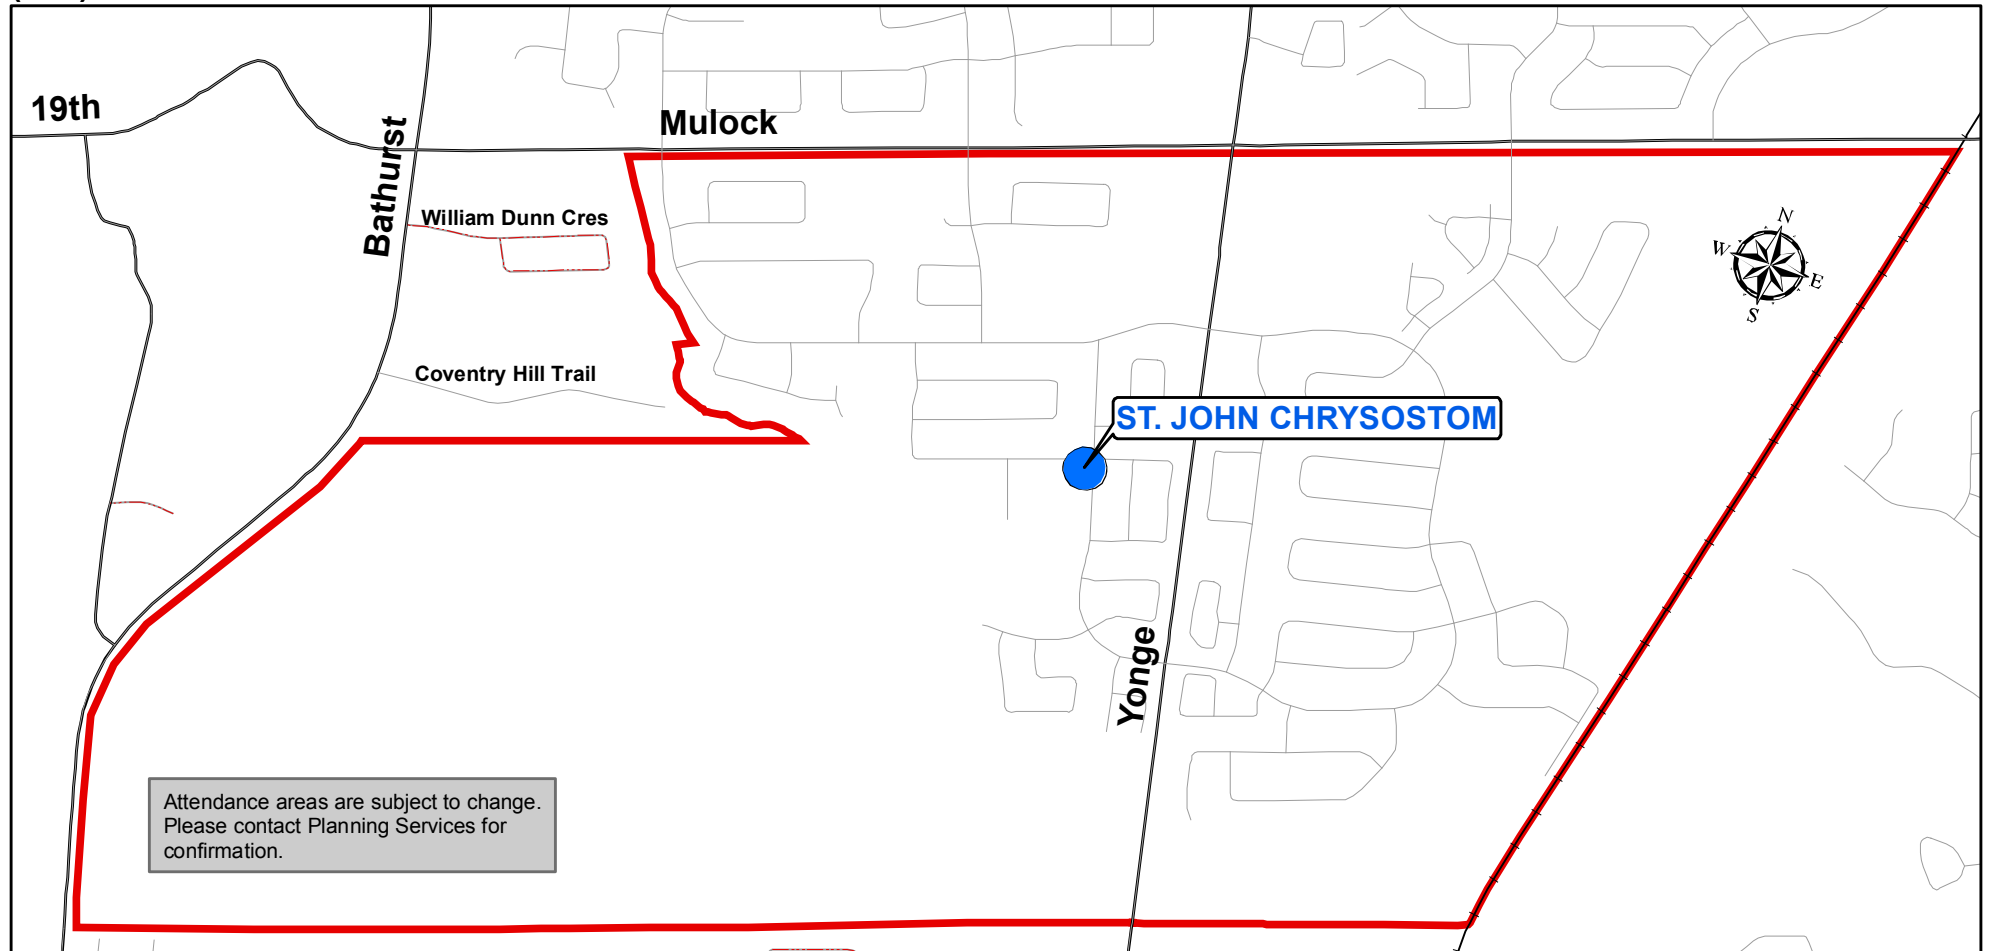 19th
Mulock
Bathurst
William Dunn Cres
N
W
E
S
Coventry Hill Trail
ST. JOHN CHRYSOSTOM
Yonge
Attendance areas are subject to change.
Please contact Planning Services for
confirmation.